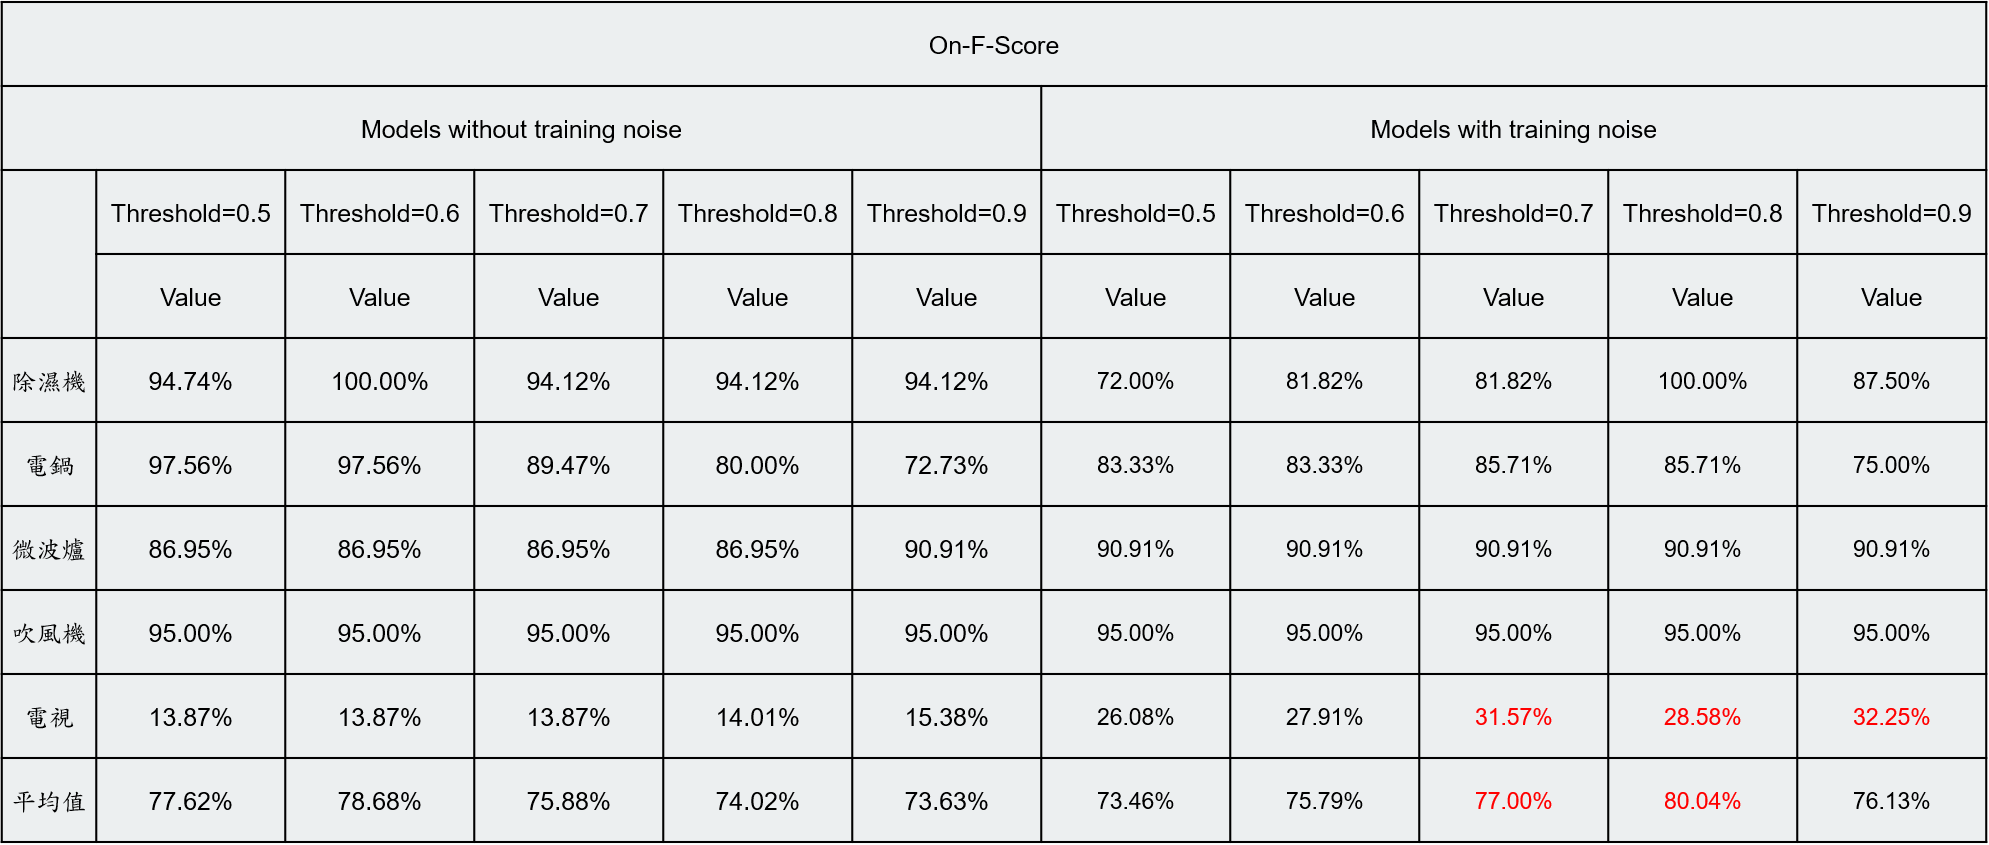 On-F-Score
Models without training noise Models with training noise
Threshold=0.5 Threshold=0.6 Threshold=0.7 Threshold=0.8 Threshold=0.9 Threshold=0.5 Threshold=0.6 Threshold=0.7 Threshold=0.8 Threshold=0.9
Value Value Value Value Value Value Value Value Value Value
除濕機 94.74% 100.00% 94.12% 94.12% 94.12% 72.00% 81.82% 81.82% 100.00% 87.50%
電鍋 97.56% 97.56% 89.47% 80.00% 72.73% 83.33% 83.33% 85.71% 85.71% 75.00%
微波爐 86.95% 86.95% 86.95% 86.95% 90.91% 90.91% 90.91% 90.91% 90.91% 90.91%
吹風機 95.00% 95.00% 95.00% 95.00% 95.00% 95.00% 95.00% 95.00% 95.00% 95.00%
電視 13.87% 13.87% 13.87% 14.01% 15.38% 26.08% 27.91% 31.57% 28.58% 32.25%
平均值 77.62% 78.68% 75.88% 74.02% 73.63% 73.46% 75.79% 77.00% 80.04% 76.13%